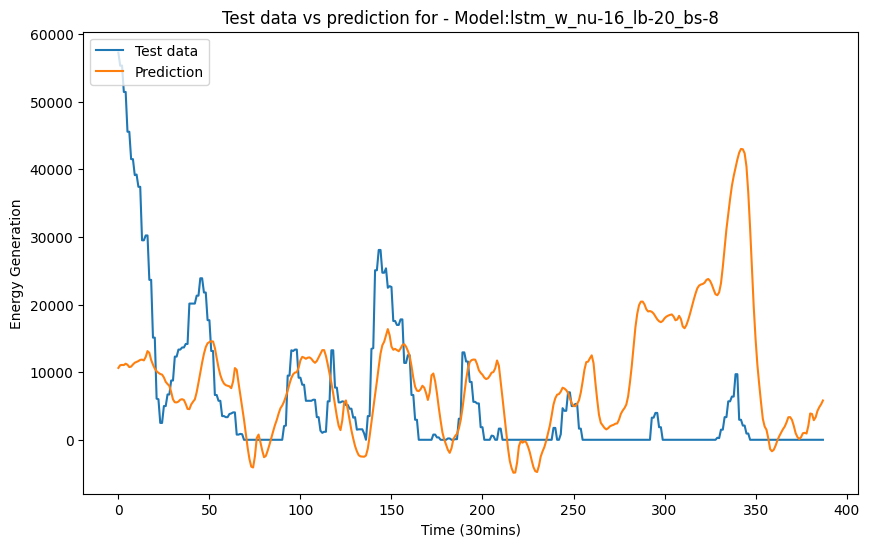 Test data vs prediction for - Model:lstm_w_nu-16_lb-20_bs-8
Test data
Prediction
Energy Generation
60000
50000
40000
30000
20000
10000
0
0 50 100 150 200 250 300 350 400
Time (30mins)